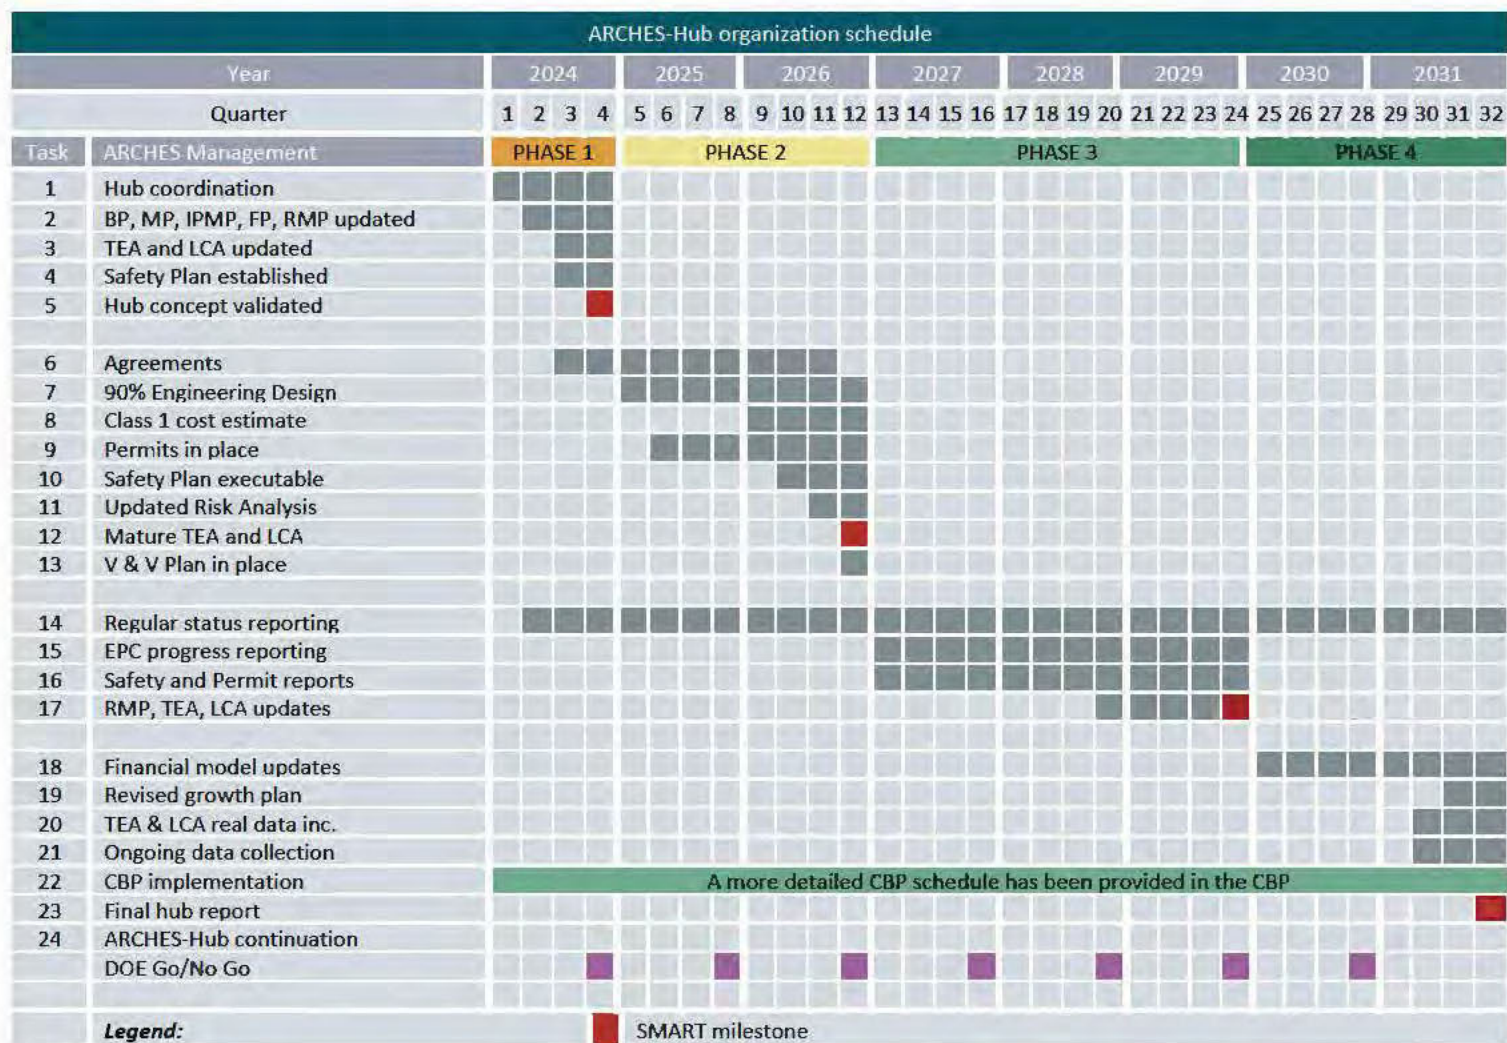 ARCHES-Hub organization schedule
Year 2024 2025 2026 2027 2028 2029 2030 2031
Quarter 1 2 3 4 5 6 7 8 9 10 11 12 13 14 15 16 17 18 19 20 21 22 23 24 25 26 27 28 29 30 31 32
Task ARCHES Management PHASE 1 PHASE 2 PHASE 3 PHASE 4
1 Hub coordination
2 BP, MP, IPMP, FP, RMP updated
3 TEA and LCA updated
4 Safety Plan established
5 Hub concept validated
6 Agreements
7 90% Engineering Design
8 Class 1 cost estimate
9 Permits in place
10 Safety Plan executable
11 Updated Risk Analysis
12 Mature TEA and LCA
13 V & V Plan in place
14 Regular status reporting
15 EPC progress reporting
16 Safety and Permit reports
17 RMP, TEA, LCA updates
18 Financial model updates
19 Revised growth plan
20 TEA & LCA real data inc.
21 Ongoing data collection
22 CBP implementation A more detailed CBP schedule has been provided in the CBP
23 Final hub report
24 ARCHES-Hub continuation
DOE Go/No Go
Legend: SMART milestone